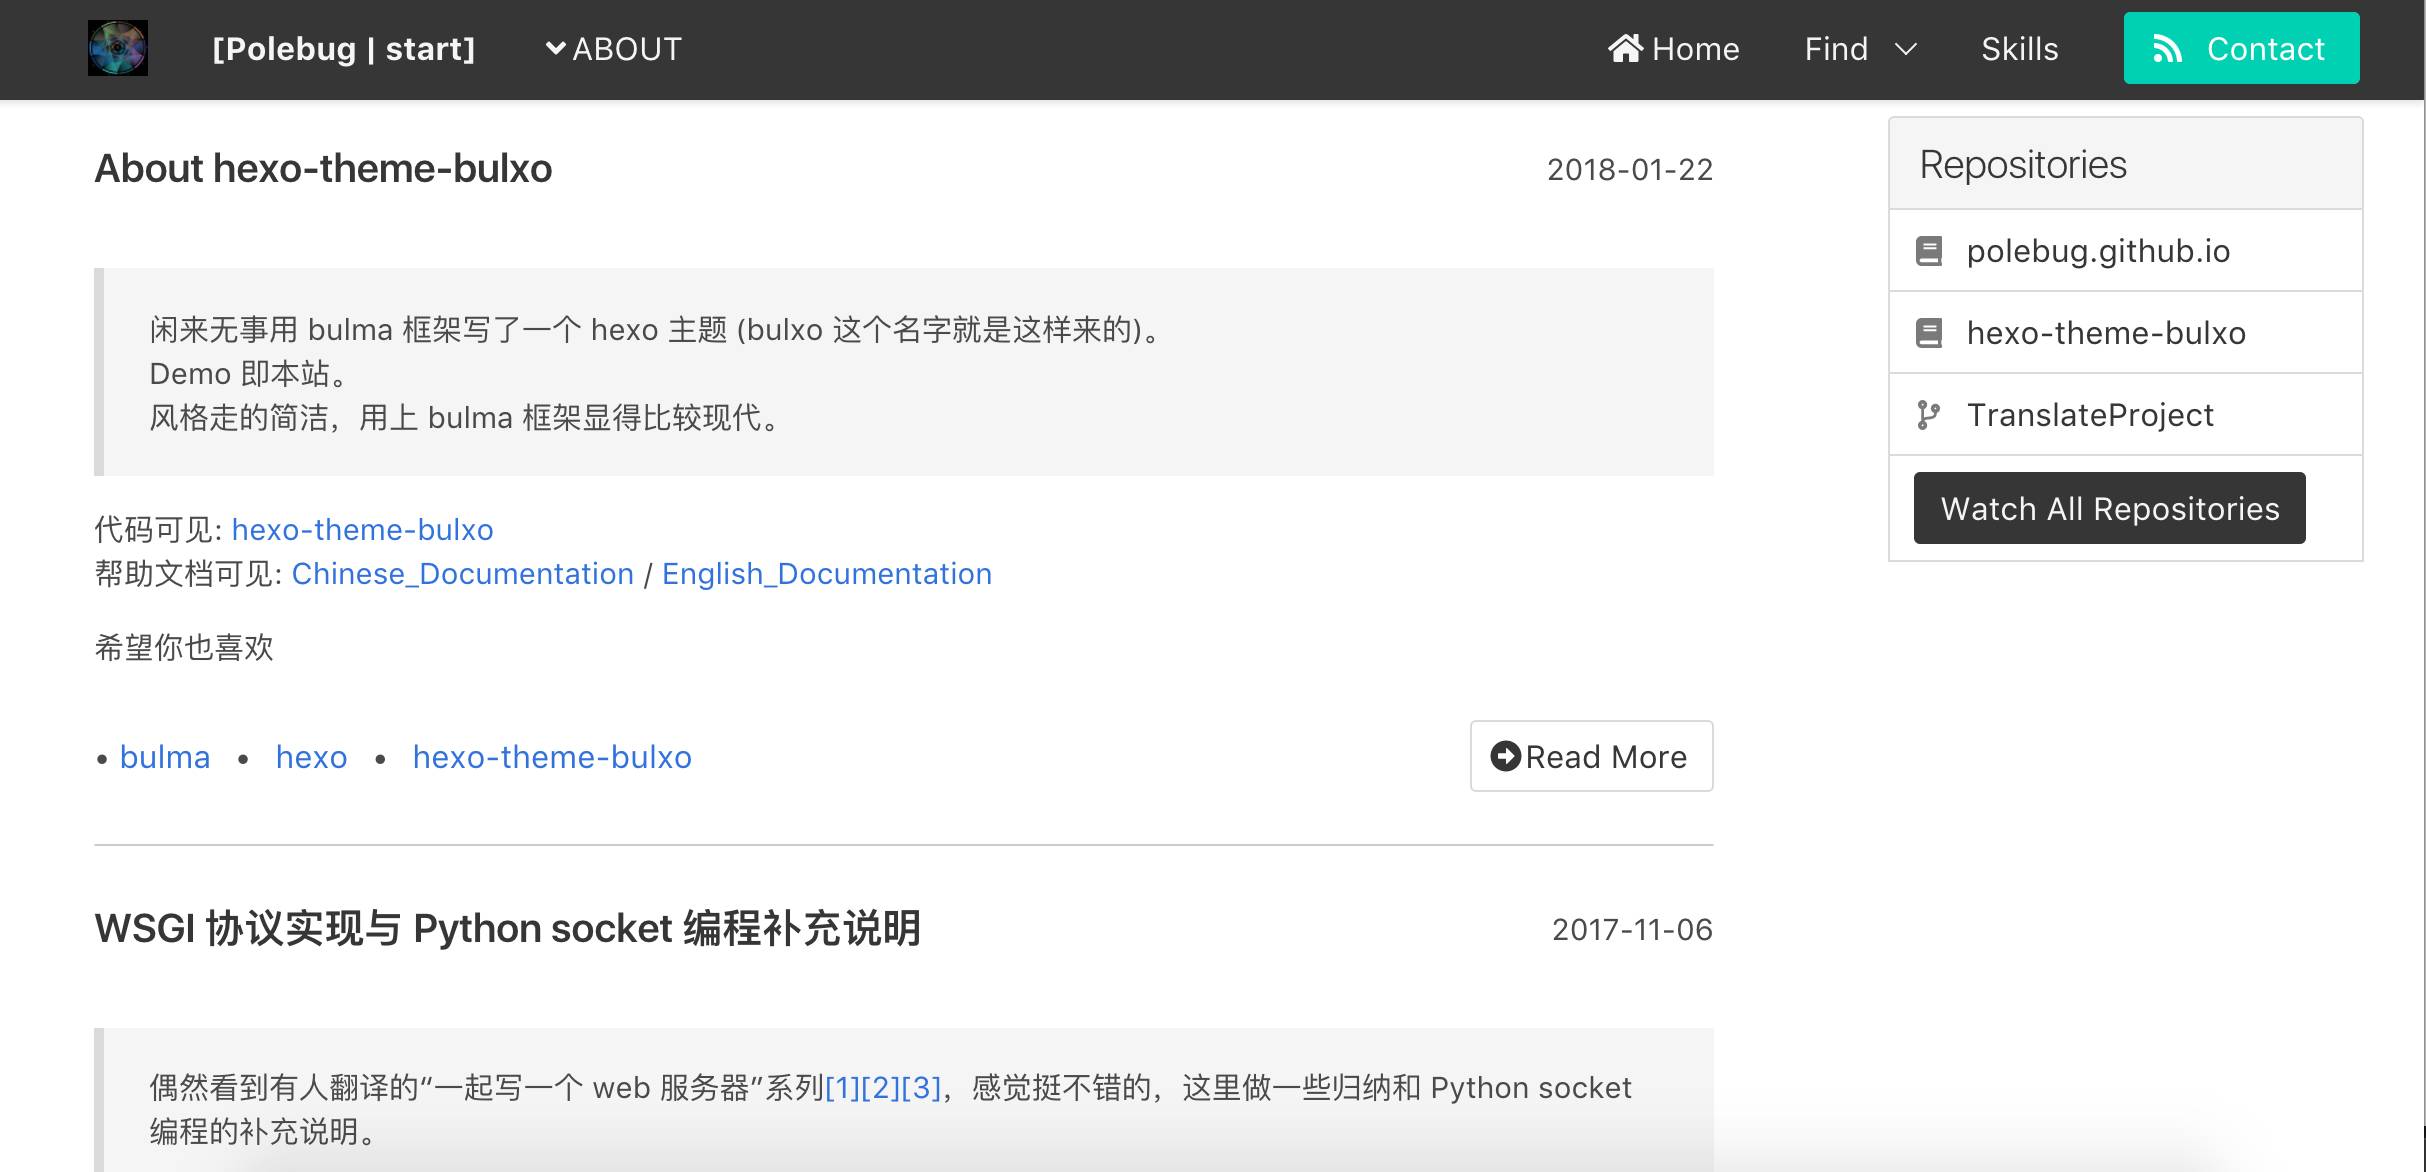 [Polebug | start] ABOUT Home Find Skills Contact
About hexo-theme-bulxo 2018-01-22
闲来无事用 bulma 框架写了一个 hexo 主题 (bulxo 这个名字就是这样来的)。
Demo 即本站。
风格走的简洁，用上 bulma 框架显得比较现代。
代码可见: hexo-theme-bulxo
帮助文档可见: Chinese_Documentation / English_Documentation
希望你也喜欢
• bulma • hexo • hexo-theme-bulxo
Read More
WSGI 协议实现与 Python socket 编程补充说明 2017-11-06
偶然看到有人翻译的“一起写一个 web 服务器”系列[1][2][3]，感觉挺不错的，这里做一些归纳和 Python socket
编程的补充说明。
Repositories
polebug.github.io
hexo-theme-bulxo
TranslateProject
Watch All Repositories